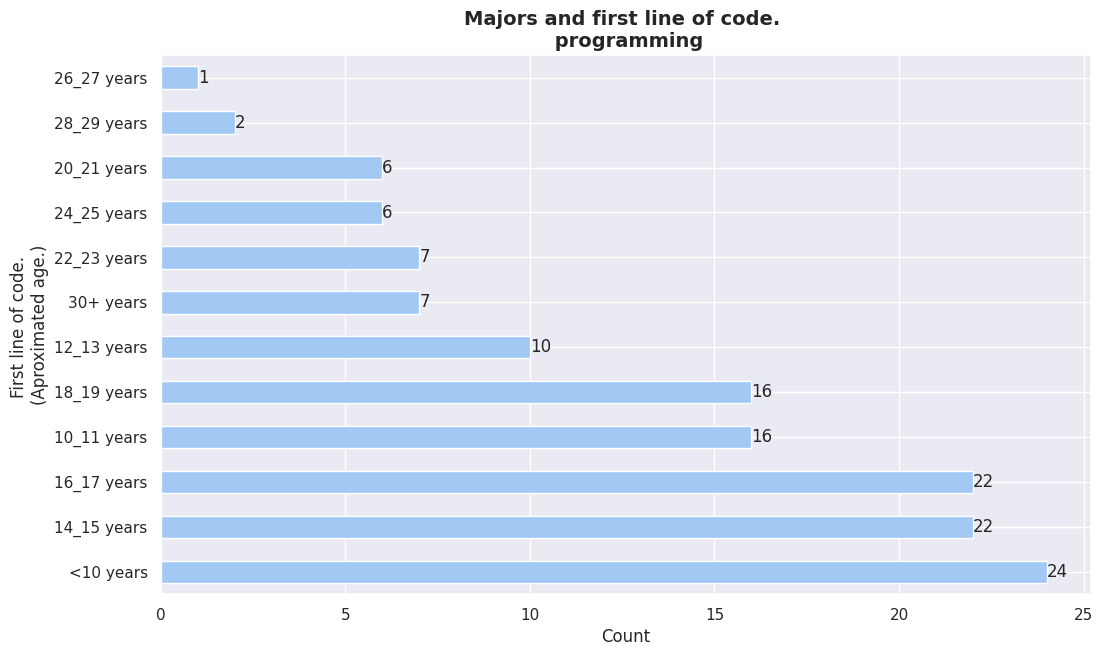 Majors and first line of code.
programming
26_27 years
1
28_29 years
2
20_21 years
6
24_25 years
6
22_23 years
7
30+ years
7
12_13 years
10
18_19 years
16
10_11 years
16
16_17 years
22
14_15 years
22
<10 years
24
First line of code.
(Aproximated age.)
0 5 10 15 20 25
Count